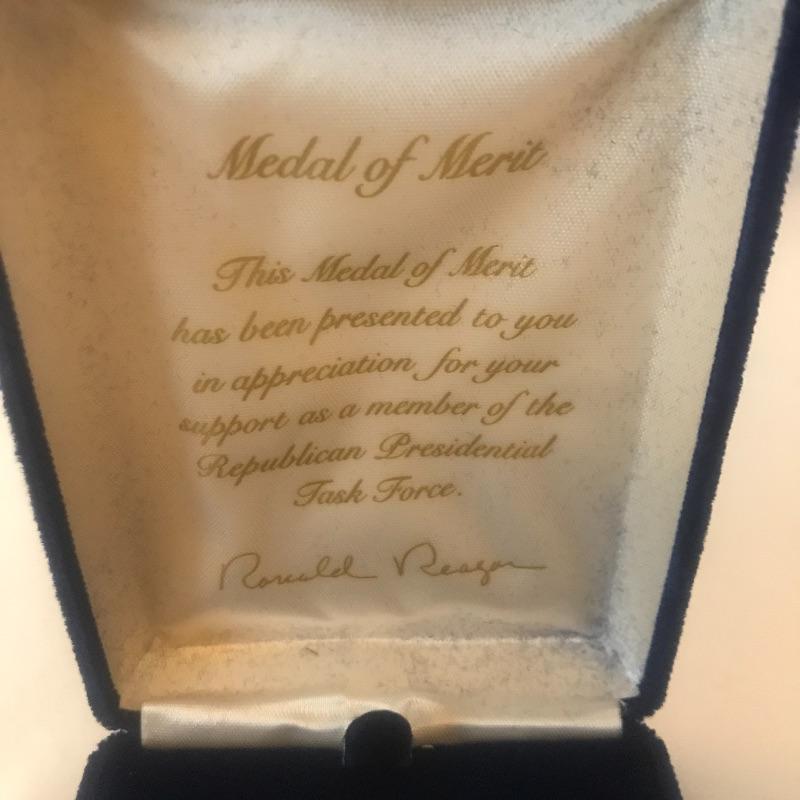 Medal of Merit
This Medal of Merit
has been presented to you
in appreciation for your
support as a member of the
Republican Presidential
Task Force.
Ronald Reagan